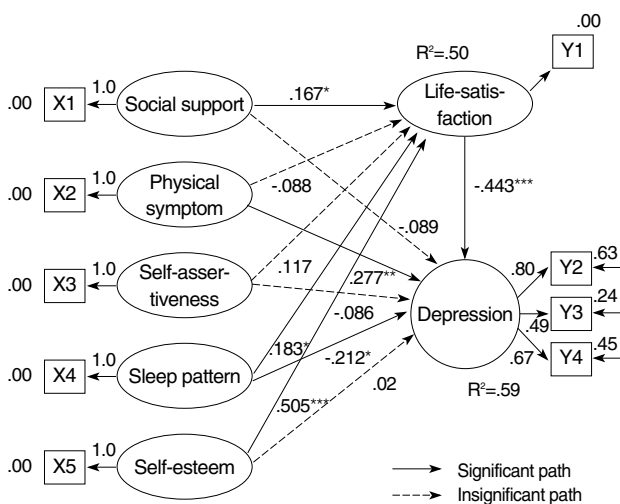 .00
R²=.50
Y1
.00 X1 1.0 Social support
.167*
Life-satis-
faction
.00 X2 1.0 Physical
symptom
-.088
-.443***
-.089
.00 X3 1.0 Self-asser-
tiveness
.117
.277**
-.086
Depression
.80 Y2 .63
Y3 .24
.49
.67 Y4 .45
R²=.59
.00 X4 1.0 Sleep pattern
.183*
-.212*
.02
.505***
.00 X5 1.0 Self-esteem
Significant path
Insignificant path